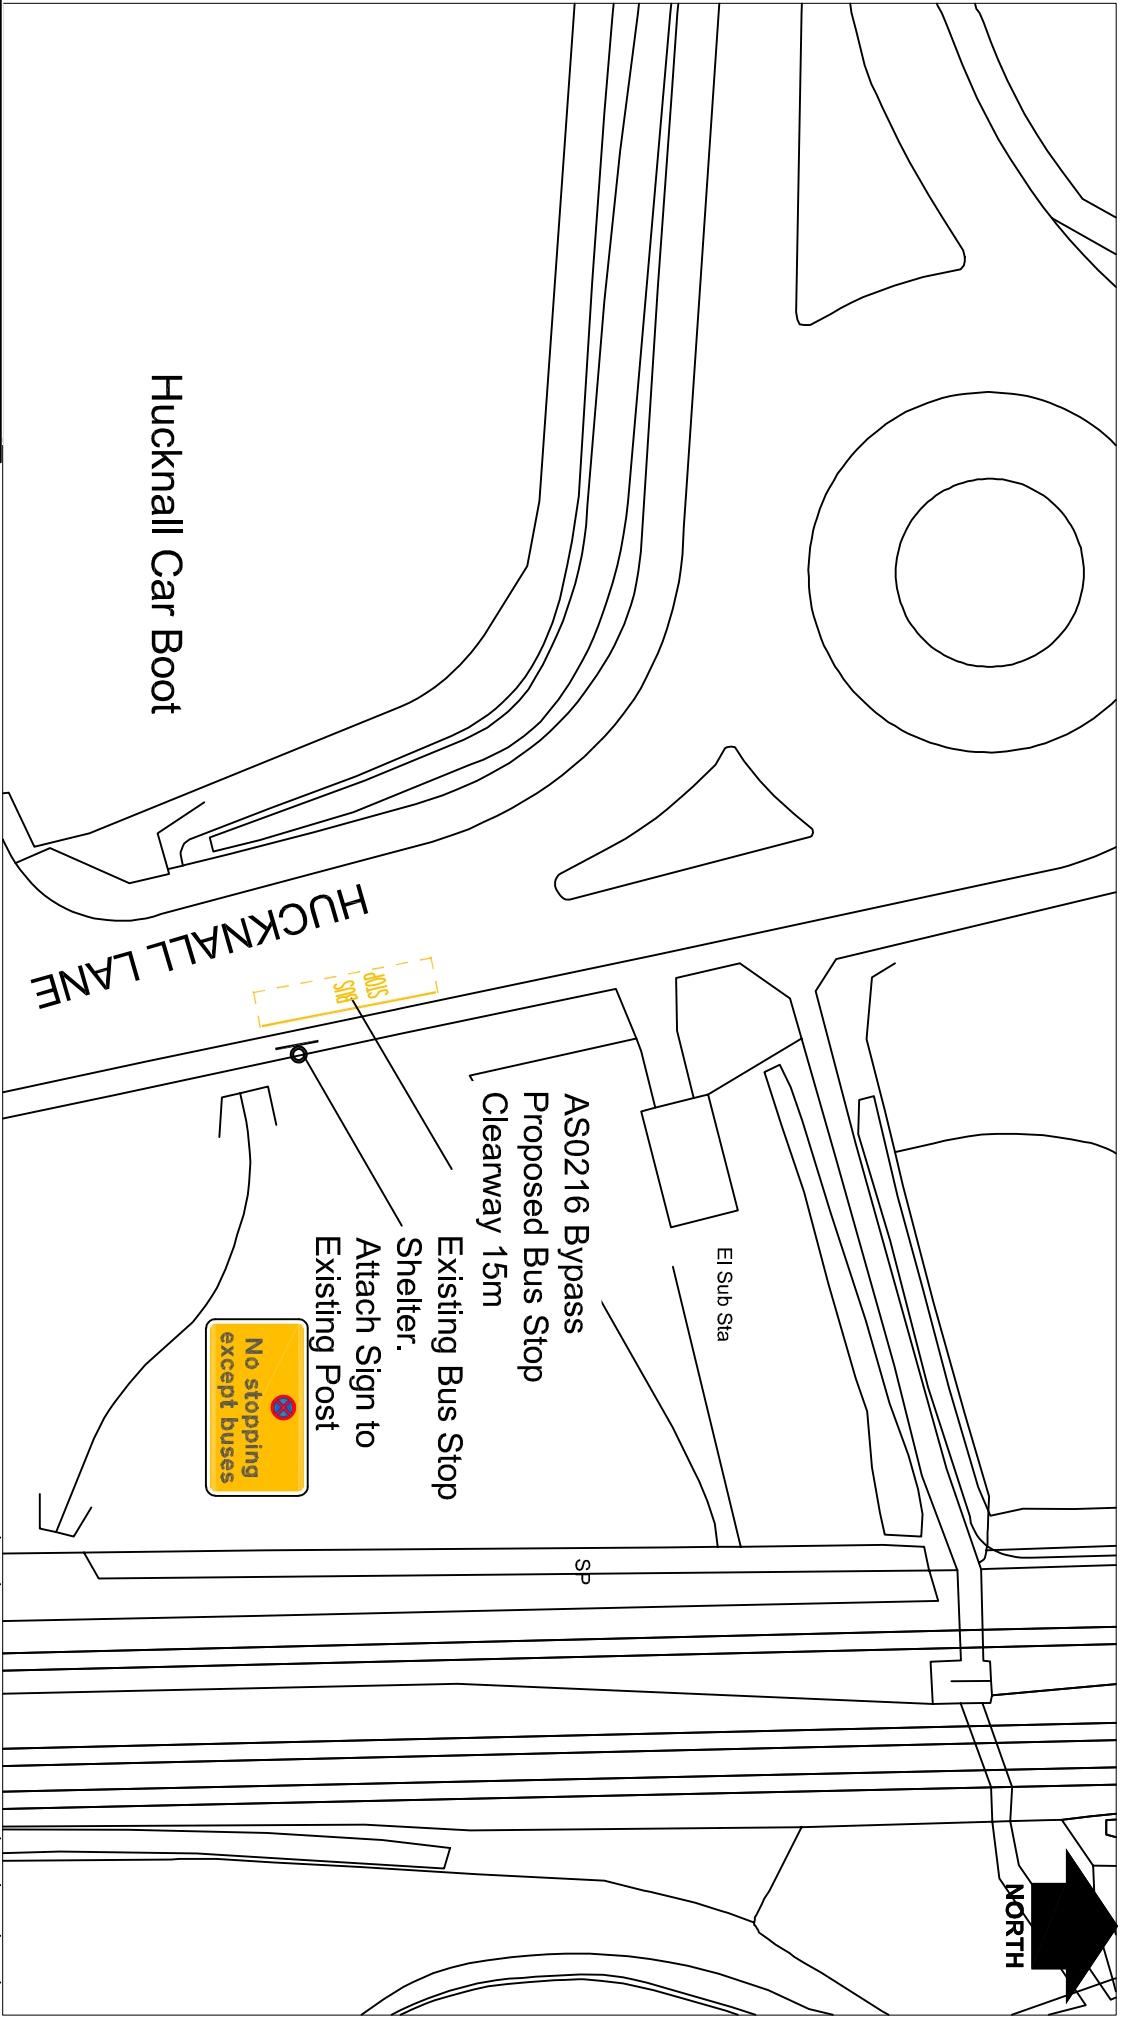 Hucknall Car Boot
HUCKNALL LANE
BUS
STOP
AS0216 Bypass
Proposed Bus Stop
Clearway 15m
Existing Bus Stop
Shelter.
Attach Sign to
Existing Post
No stopping
except buses
El Sub Sta
SP
NORTH